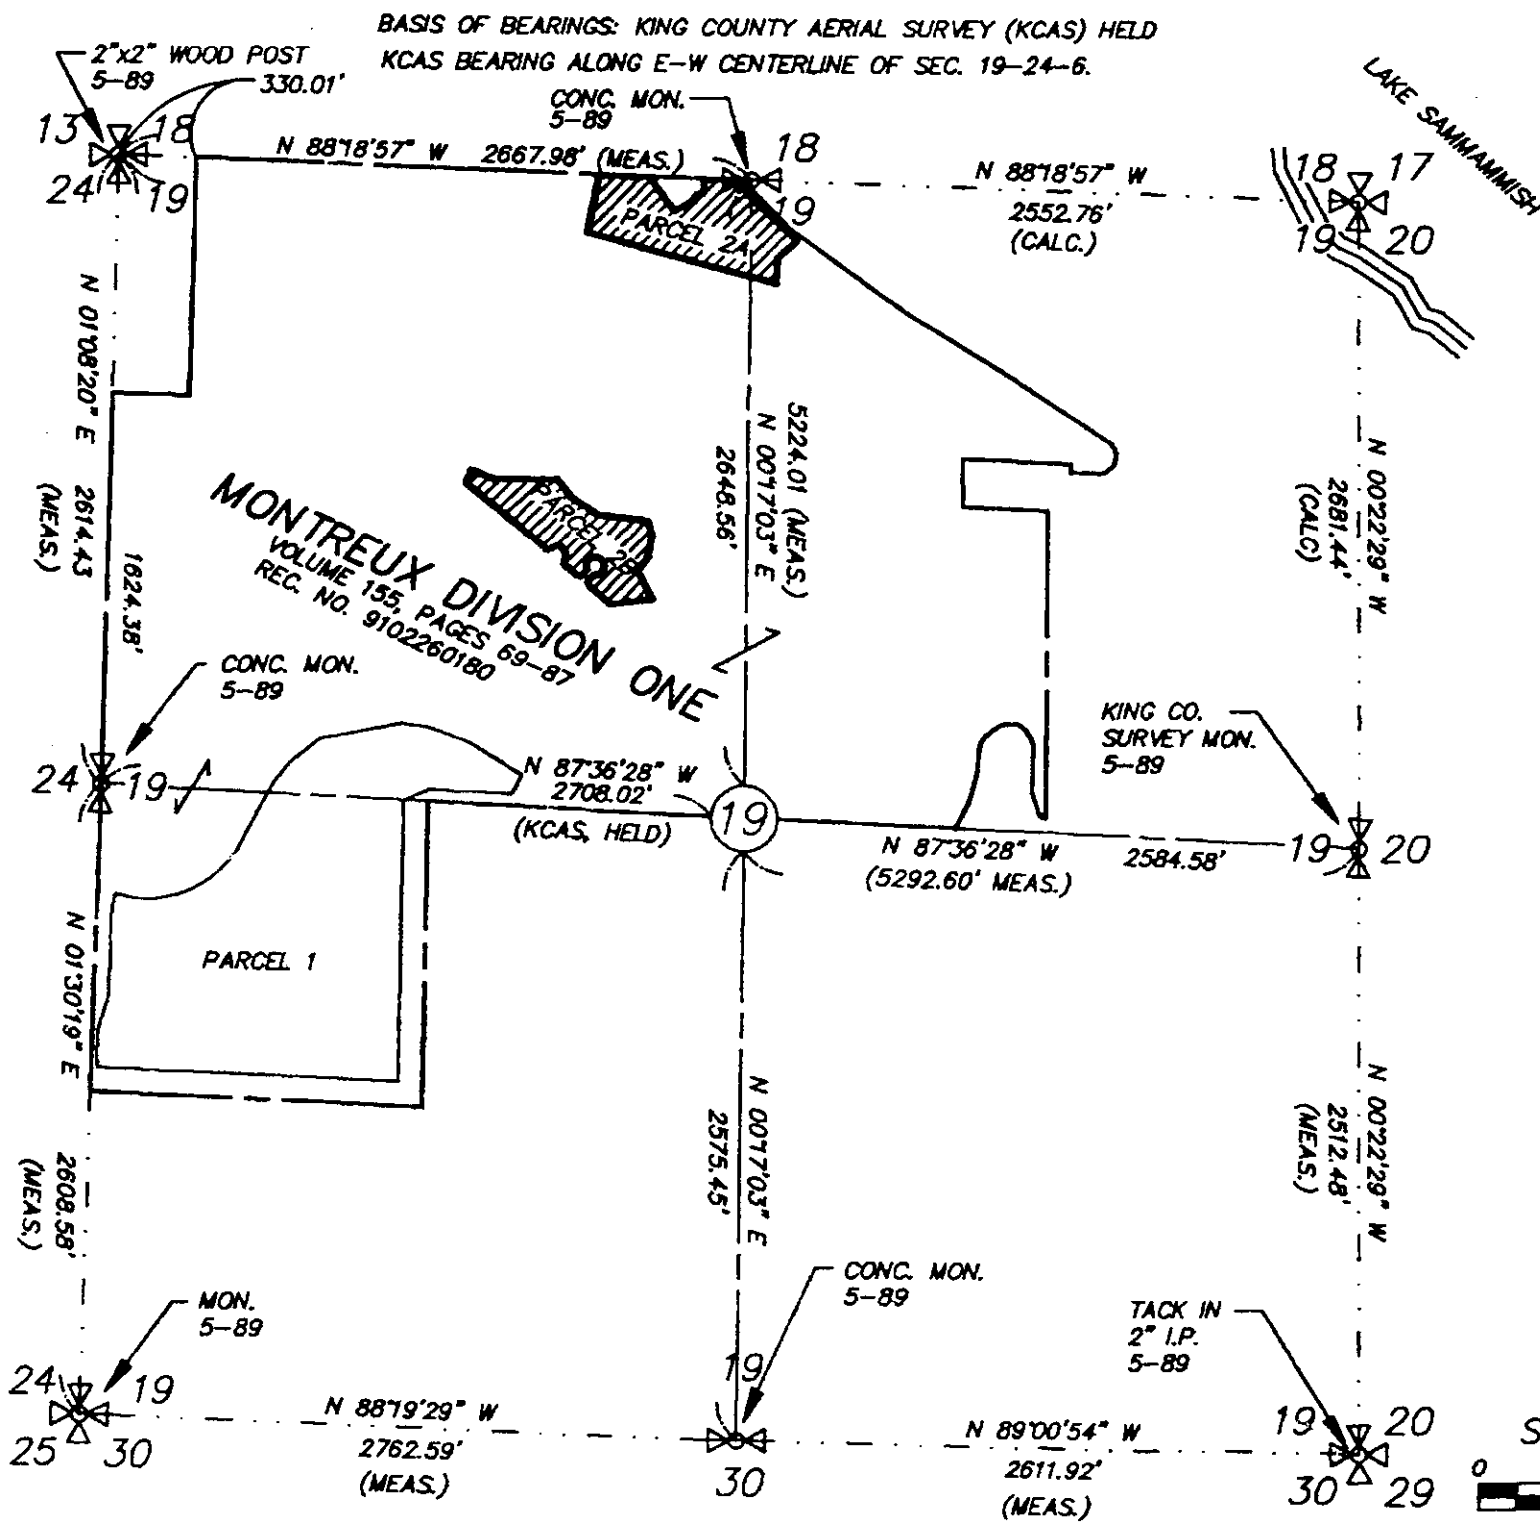 BASIS OF BEARINGS: KING COUNTY AERIAL SURVEY (KCAS) HELD
KCAS BEARING ALONG E-W CENTERLINE OF SEC. 19-24-6.
2"x2" WOOD POST
5-89
330.01'
CONC. MON.
5-89
LAKE SAMMAMMISH
13
18
24
19
N 88°18'57" W
2667.98' (MEAS.)
18
19
N 88°18'57" W
2552.76'
(CALC.)
18
17
19
20
PARCEL 2A
N 01°08'20" E
2614.43
(MEAS.)
1624.38'
5224.01 (MEAS.)
N 00°17'03" E
2648.56'
N 00°22'29" W
2681.44'
(CALC)
MONTREUX DIVISION ONE
VOLUME 155, PAGES 69-87
REC. NO. 9102260180
PARCEL 2B
CONC. MON.
5-89
24
19
N 87°36'28" W
2708.02'
(KCAS, HELD)
19
KING CO.
SURVEY MON.
5-89
N 87°36'28" W
2584.58'
(5292.60' MEAS.)
19
20
PARCEL 1
N 01°30'19" E
2608.58'
(MEAS.)
N 00°17'03" E
2575.45'
N 00°22'29" W
2512.48'
(MEAS.)
MON.
5-89
CONC. MON.
5-89
TACK IN
2" I.P.
5-89
24
19
25
30
N 88°19'29" W
2762.59'
(MEAS.)
19
30
N 89°00'54" W
2611.92'
(MEAS.)
19
20
30
29
S
0